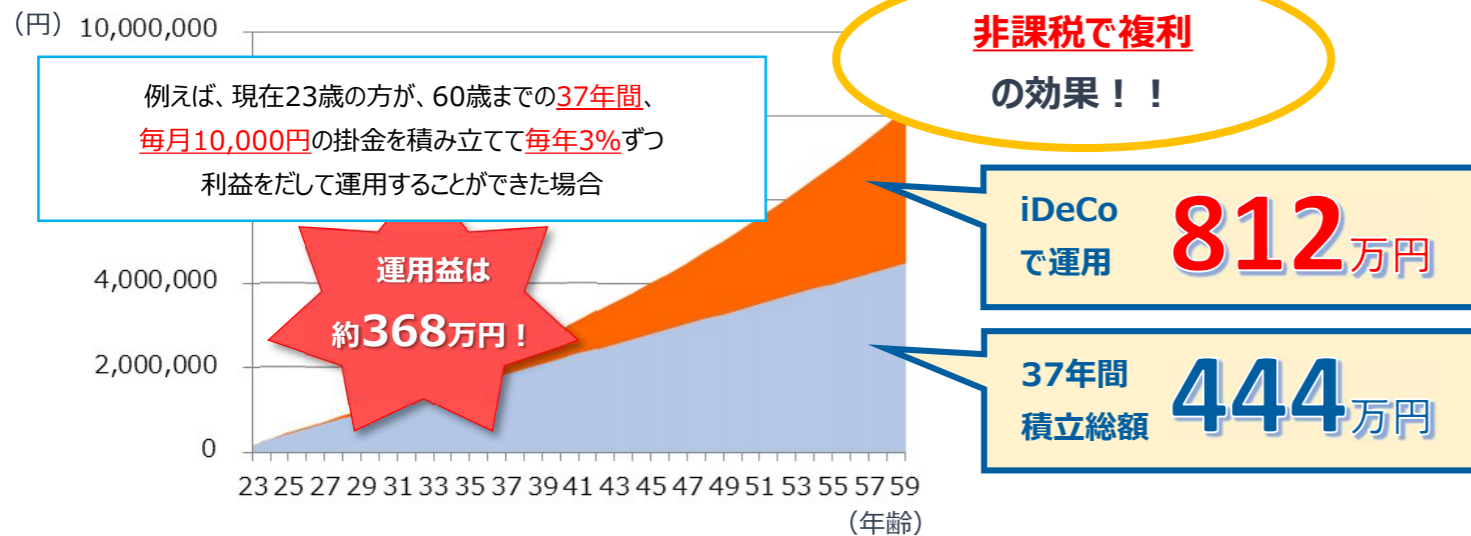 （円）
10,000,000
非課税で複利
の効果！！
例えば、現在23歳の方が、60歳までの37年間、
毎月10,000円の掛金を積み立てて毎年3%ずつ
利益をだして運用することができた場合
iDeCo
で運用
812万円
運用益は
約368万円！
4,000,000
2,000,000
0
37年間
積立総額
444万円
23 25 27 29 31 33 35 37 39 41 43 45 47 49 51 53 55 57 59
（年齢）